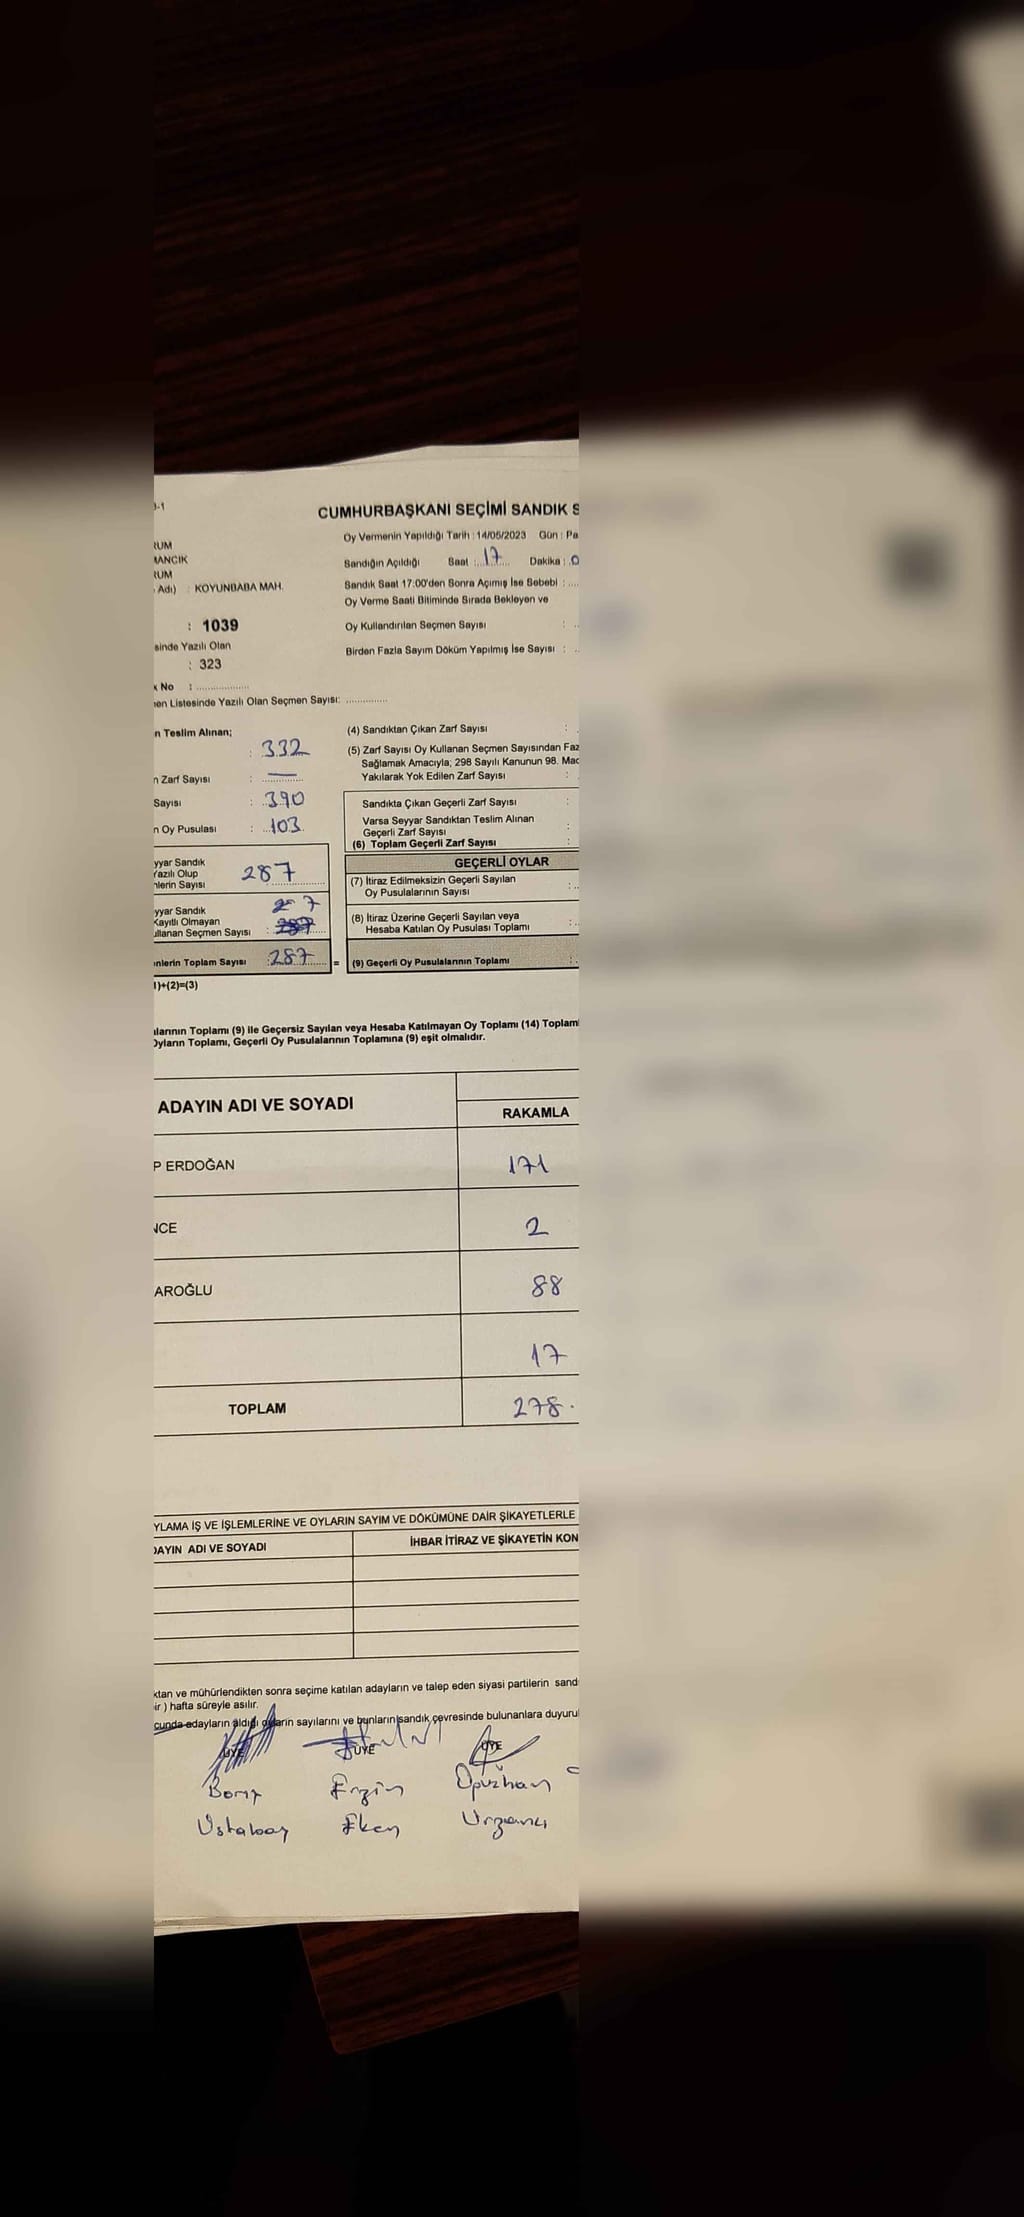 -1
CUMHURBAŞKANI SEÇİMİ SANDIK S
Oy Vermenin Yapıldığı Tarih : 14/05/2023 Gün : Pa
RUM
MANCIK
RUM
Adı) : KOYUNBABA MAH.
Sandığın Açıldığı Saat : 17 Dakika : 0
Sandık Saat 17:00'den Sonra Açımış İse Sebebi : ....
Oy Verme Saati Bitiminde Sırada Bekleyen ve
Oy Kullandırılan Seçmen Sayısı :
Birden Fazla Sayım Döküm Yapılmış İse Sayısı :
: 1039
sinde Yazılı Olan
: 323
k No : ..................
en Listesinde Yazılı Olan Seçmen Sayısı: ..............
n Teslim Alınan;
: 332
n Zarf Sayısı : —
Sayısı : 390
n Oy Pusulası : 103
yyar Sandık
Yazılı Olup
nlerin Sayısı 287
yyar Sandık
Kayıtlı Olmayan
ullanan Seçmen Sayısı :
nlerin Toplam Sayısı : 287 =
1)+(2)=(3)
(4) Sandıktan Çıkan Zarf Sayısı :
(5) Zarf Sayısı Oy Kullanan Seçmen Sayısından Faz
Sağlamak Amacıyla; 298 Sayılı Kanunun 98. Mad
Yakılarak Yok Edilen Zarf Sayısı :
Sandıkta Çıkan Geçerli Zarf Sayısı :
Varsa Seyyar Sandıktan Teslim Alınan
Geçerli Zarf Sayısı :
(6) Toplam Geçerli Zarf Sayısı :
GEÇERLİ OYLAR
(7) İtiraz Edilmeksizin Geçerli Sayılan
Oy Pusulalarının Sayısı :
(8) İtiraz Üzerine Geçerli Sayılan veya
Hesaba Katılan Oy Pusulası Toplamı :
(9) Geçerli Oy Pusulalarının Toplamı :
ılarının Toplamı (9) ile Geçersiz Sayılan veya Hesaba Katılmayan Oy Toplamı (14) Toplam
Oyların Toplamı, Geçerli Oy Pusulalarının Toplamına (9) eşit olmalıdır.
ADAYIN ADI VE SOYADI
RAKAMLA
P ERDOĞAN 171
NCE 2
AROĞLU 88
17
TOPLAM 278.
YLAMA İŞ VE İŞLEMLERİNE VE OYLARIN SAYIM VE DÖKÜMÜNE DAİR ŞİKAYETLERLE
DAYIN ADI VE SOYADI İHBAR İTİRAZ VE ŞİKAYETİN KON
ktan ve mühürlendikten sonra seçime katılan adayların ve talep eden siyasi partilerin sand
ir ) hafta süreyle asılır.
cunda adayların aldığı oyların sayılarını ve bunların sandık çevresinde bulunanlara duyurul
ÜYE ÜYE ÜYE